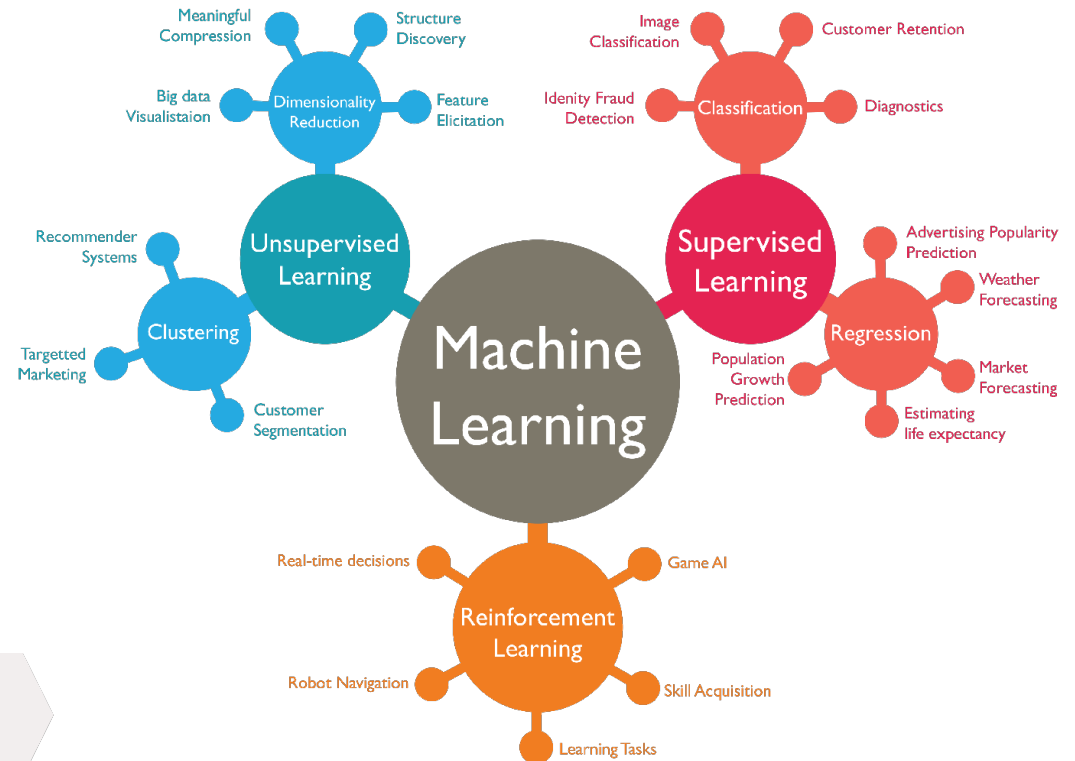 Meaningful
Compression
Structure
Discovery
Big data
Visualistaion
Dimensionality
Reduction
Feature
Elicitation
Image
Classification
Customer Retention
Idenity Fraud
Detection
Classification
Diagnostics
Recommender
Systems
Unsupervised
Learning
Clustering
Targetted
Marketing
Customer
Segmentation
Machine
Learning
Supervised
Learning
Advertising Popularity
Prediction
Weather
Forecasting
Regression
Population
Growth
Prediction
Market
Forecasting
Estimating
life expectancy
Real-time decisions
Game AI
Reinforcement
Learning
Robot Navigation
Skill Acquisition
Learning Tasks